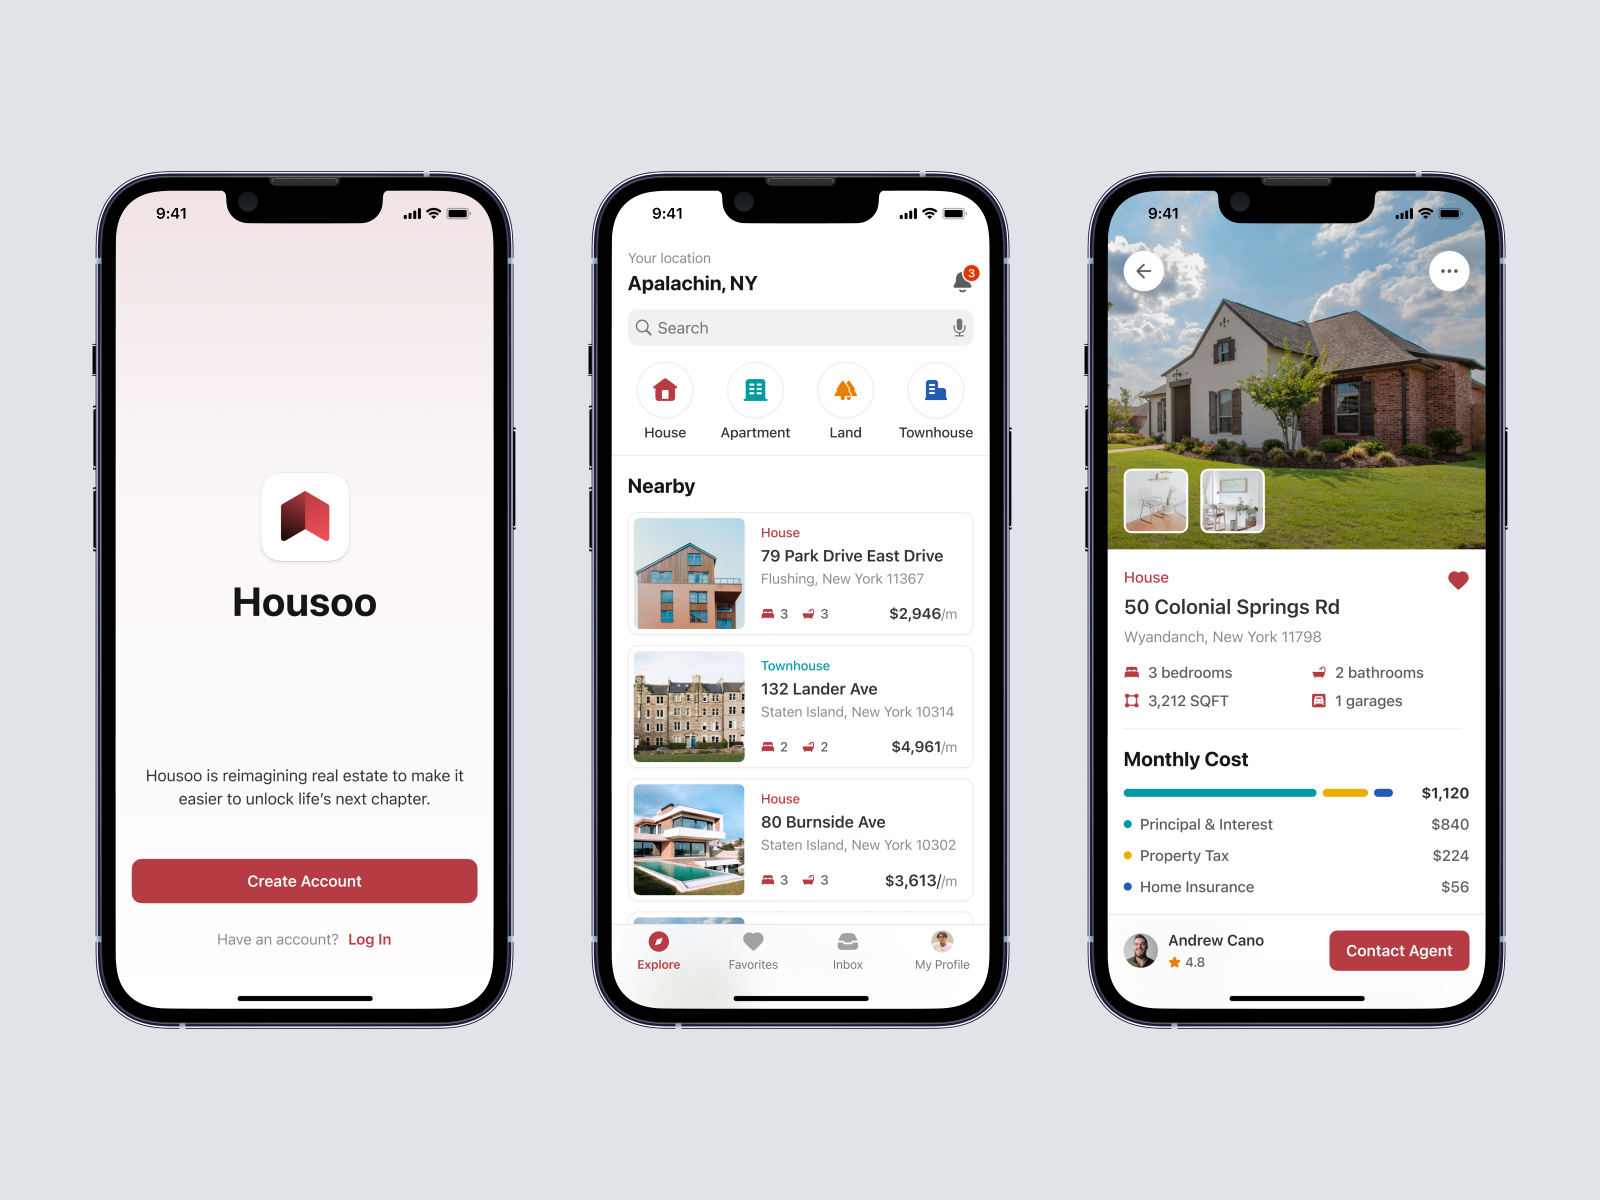 9:41
Housoo
Housoo is reimagining real estate to make it
easier to unlock life's next chapter.
Create Account
Have an account? Log In
9:41
Your location
Apalachin, NY
3
Search
House Apartment Land Townhouse
Nearby
House
79 Park Drive East Drive
Flushing, New York 11367
3 3 $2,946/m
Townhouse
132 Lander Ave
Staten Island, New York 10314
2 2 $4,961/m
House
80 Burnside Ave
Staten Island, New York 10302
3 3 $3,613//m
Explore Favorites Inbox My Profile
9:41
House
50 Colonial Springs Rd
Wyandanch, New York 11798
3 bedrooms 2 bathrooms
3,212 SQFT 1 garages
Monthly Cost
$1,120
Principal & Interest $840
Property Tax $224
Home Insurance $56
Andrew Cano
4.8
Contact Agent